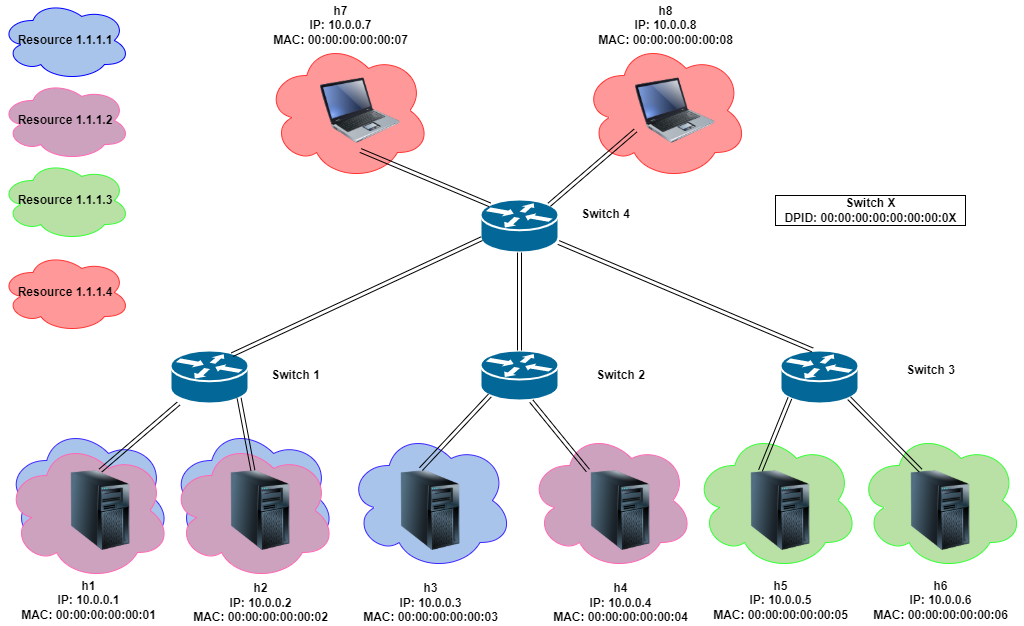 h7
IP: 10.0.0.7
MAC: 00:00:00:00:00:07
h8
IP: 10.0.0.8
MAC: 00:00:00:00:00:08
Resource 1.1.1.1
Resource 1.1.1.2
Resource 1.1.1.3
Resource 1.1.1.4
Switch X
DPID: 00:00:00:00:00:00:00:0X
Switch 4
Switch 1
Switch 2
Switch 3
h1
IP: 10.0.0.1
MAC: 00:00:00:00:00:01
h2
IP: 10.0.0.2
MAC: 00:00:00:00:00:02
h3
IP: 10.0.0.3
MAC: 00:00:00:00:00:03
h4
IP: 10.0.0.4
MAC: 00:00:00:00:00:04
h5
IP: 10.0.0.5
MAC: 00:00:00:00:00:05
h6
IP: 10.0.0.6
MAC: 00:00:00:00:00:06